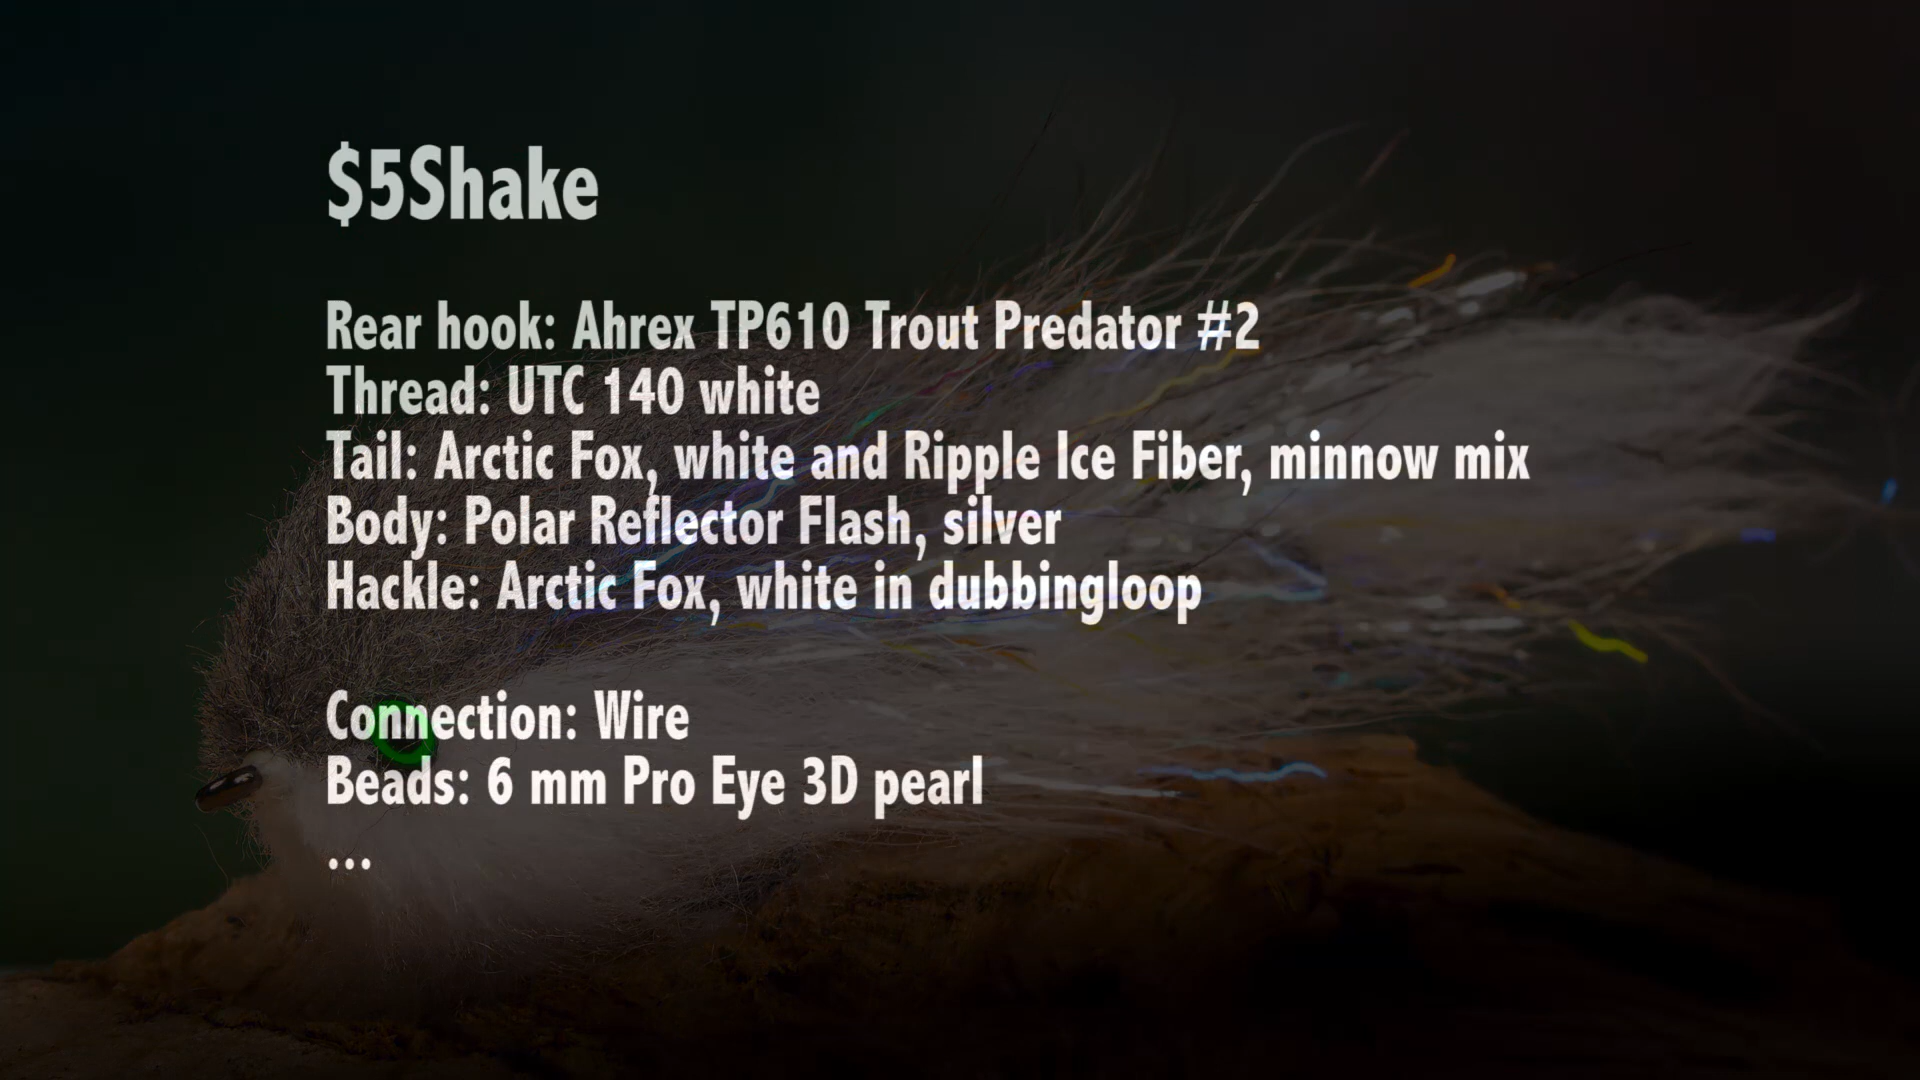 $5Shake
Rear hook: Ahrex TP610 Trout Predator #2
Thread: UTC 140 white
Tail: Arctic Fox, white and Ripple Ice Fiber, minnow mix
Body: Polar Reflector Flash, silver
Hackle: Arctic Fox, white in dubbingloop
Connection: Wire
Beads: 6 mm Pro Eye 3D pearl
...